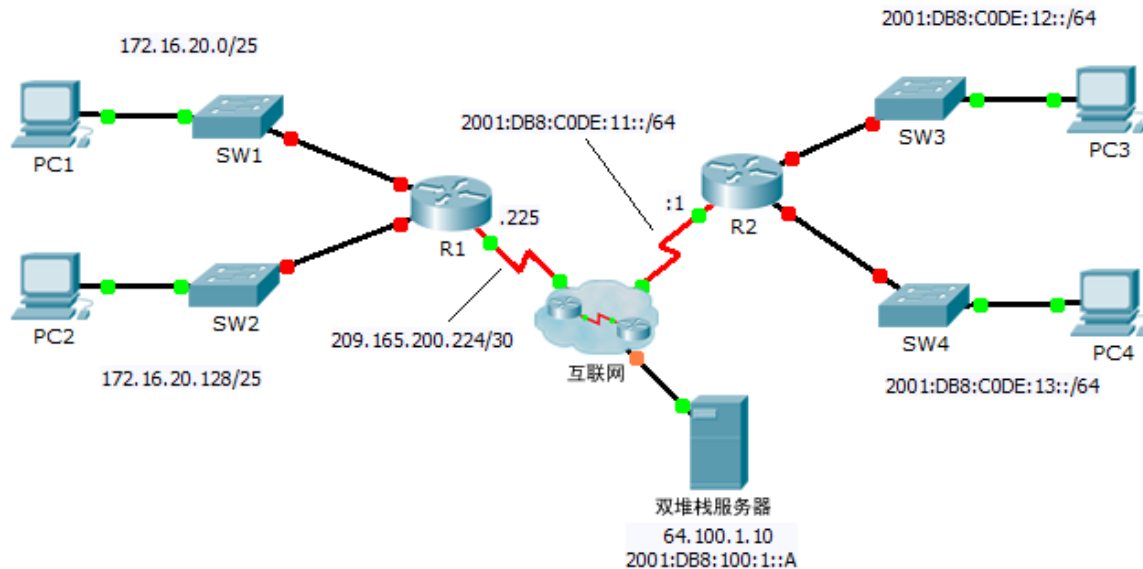 172.16.20.0/25
PC1
SW1
172.16.20.128/25
PC2
SW2
R1
.225
209.165.200.224/30
2001:DB8:C0DE:11::/64
:1
R2
互联网
2001:DB8:C0DE:12::/64
SW3
PC3
SW4
PC4
2001:DB8:C0DE:13::/64
双堆栈服务器
64.100.1.10
2001:DB8:100:1::A